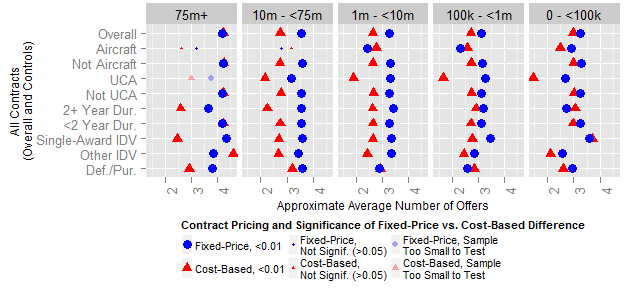 75m+ 10m - <75m 1m - <10m 100k - <1m 0 - <100k
All Contracts
(Overall and Controls)
Overall
Aircraft
Not Aircraft
UCA
Not UCA
2+ Year Dur.
<2 Year Dur.
Single-Award IDV
Other IDV
Def./Pur.
2 3 4 2 3 4 2 3 4 2 3 4 2 3 4
Approximate Average Number of Offers
Contract Pricing and Significance of Fixed-Price vs. Cost-Based Difference
Fixed-Price, <0.01
Fixed-Price,
Not Signif. (>0.05)
Fixed-Price, Sample
Too Small to Test
Cost-Based, <0.01
Cost-Based,
Not Signif. (>0.05)
Cost-Based, Sample
Too Small to Test